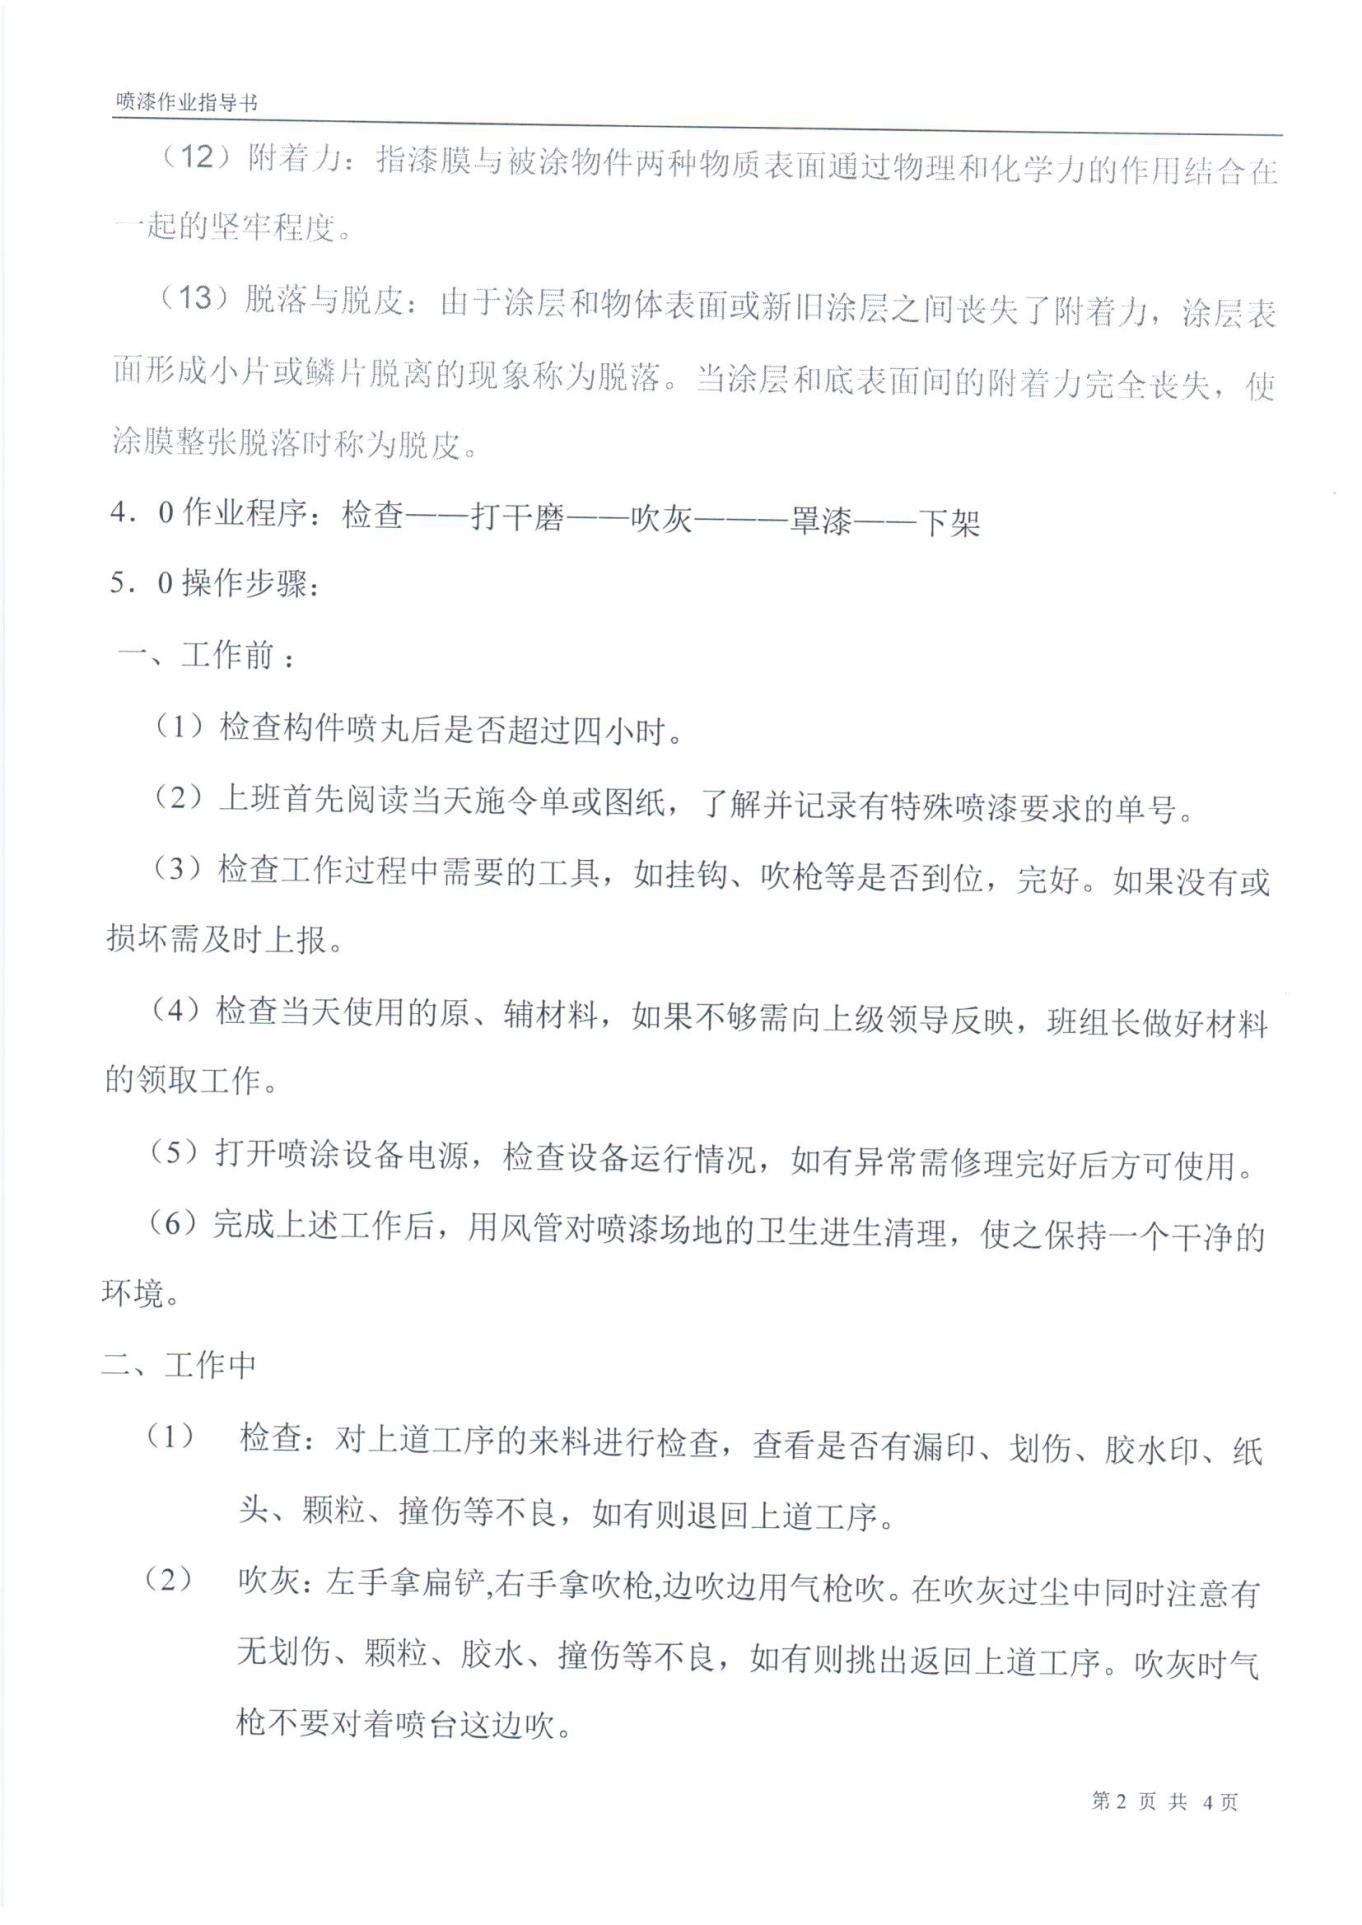 喷漆作业指导书
（12）附着力：指漆膜与被涂物件两种物质表面通过物理和化学力的作用结合在
一起的坚牢程度。
（13）脱落与脱皮：由于涂层和物体表面或新旧涂层之间丧失了附着力，涂层表
面形成小片或鳞片脱离的现象称为脱落。当涂层和底表面间的附着力完全丧失，使
涂膜整张脱落时称为脱皮。
4．0 作业程序：检查——打干磨——吹灰———罩漆——下架
5．0 操作步骤：
一、工作前：
（1）检查构件喷丸后是否超过四小时。
（2）上班首先阅读当天施令单或图纸，了解并记录有特殊喷漆要求的单号。
（3）检查工作过程中需要的工具，如挂钩、吹枪等是否到位，完好。如果没有或
损坏需及时上报。
（4）检查当天使用的原、辅材料，如果不够需向上级领导反映，班组长做好材料
的领取工作。
（5）打开喷涂设备电源，检查设备运行情况，如有异常需修理完好后方可使用。
（6）完成上述工作后，用风管对喷漆场地的卫生进生清理，使之保持一个干净的
环境。
二、工作中
（1） 检查：对上道工序的来料进行检查，查看是否有漏印、划伤、胶水印、纸
头、颗粒、撞伤等不良，如有则退回上道工序。
（2） 吹灰：左手拿扁铲,右手拿吹枪,边吹边用气枪吹。在吹灰过尘中同时注意有
无划伤、颗粒、胶水、撞伤等不良，如有则挑出返回上道工序。吹灰时气
枪不要对着喷台这边吹。
第2 页 共 4页